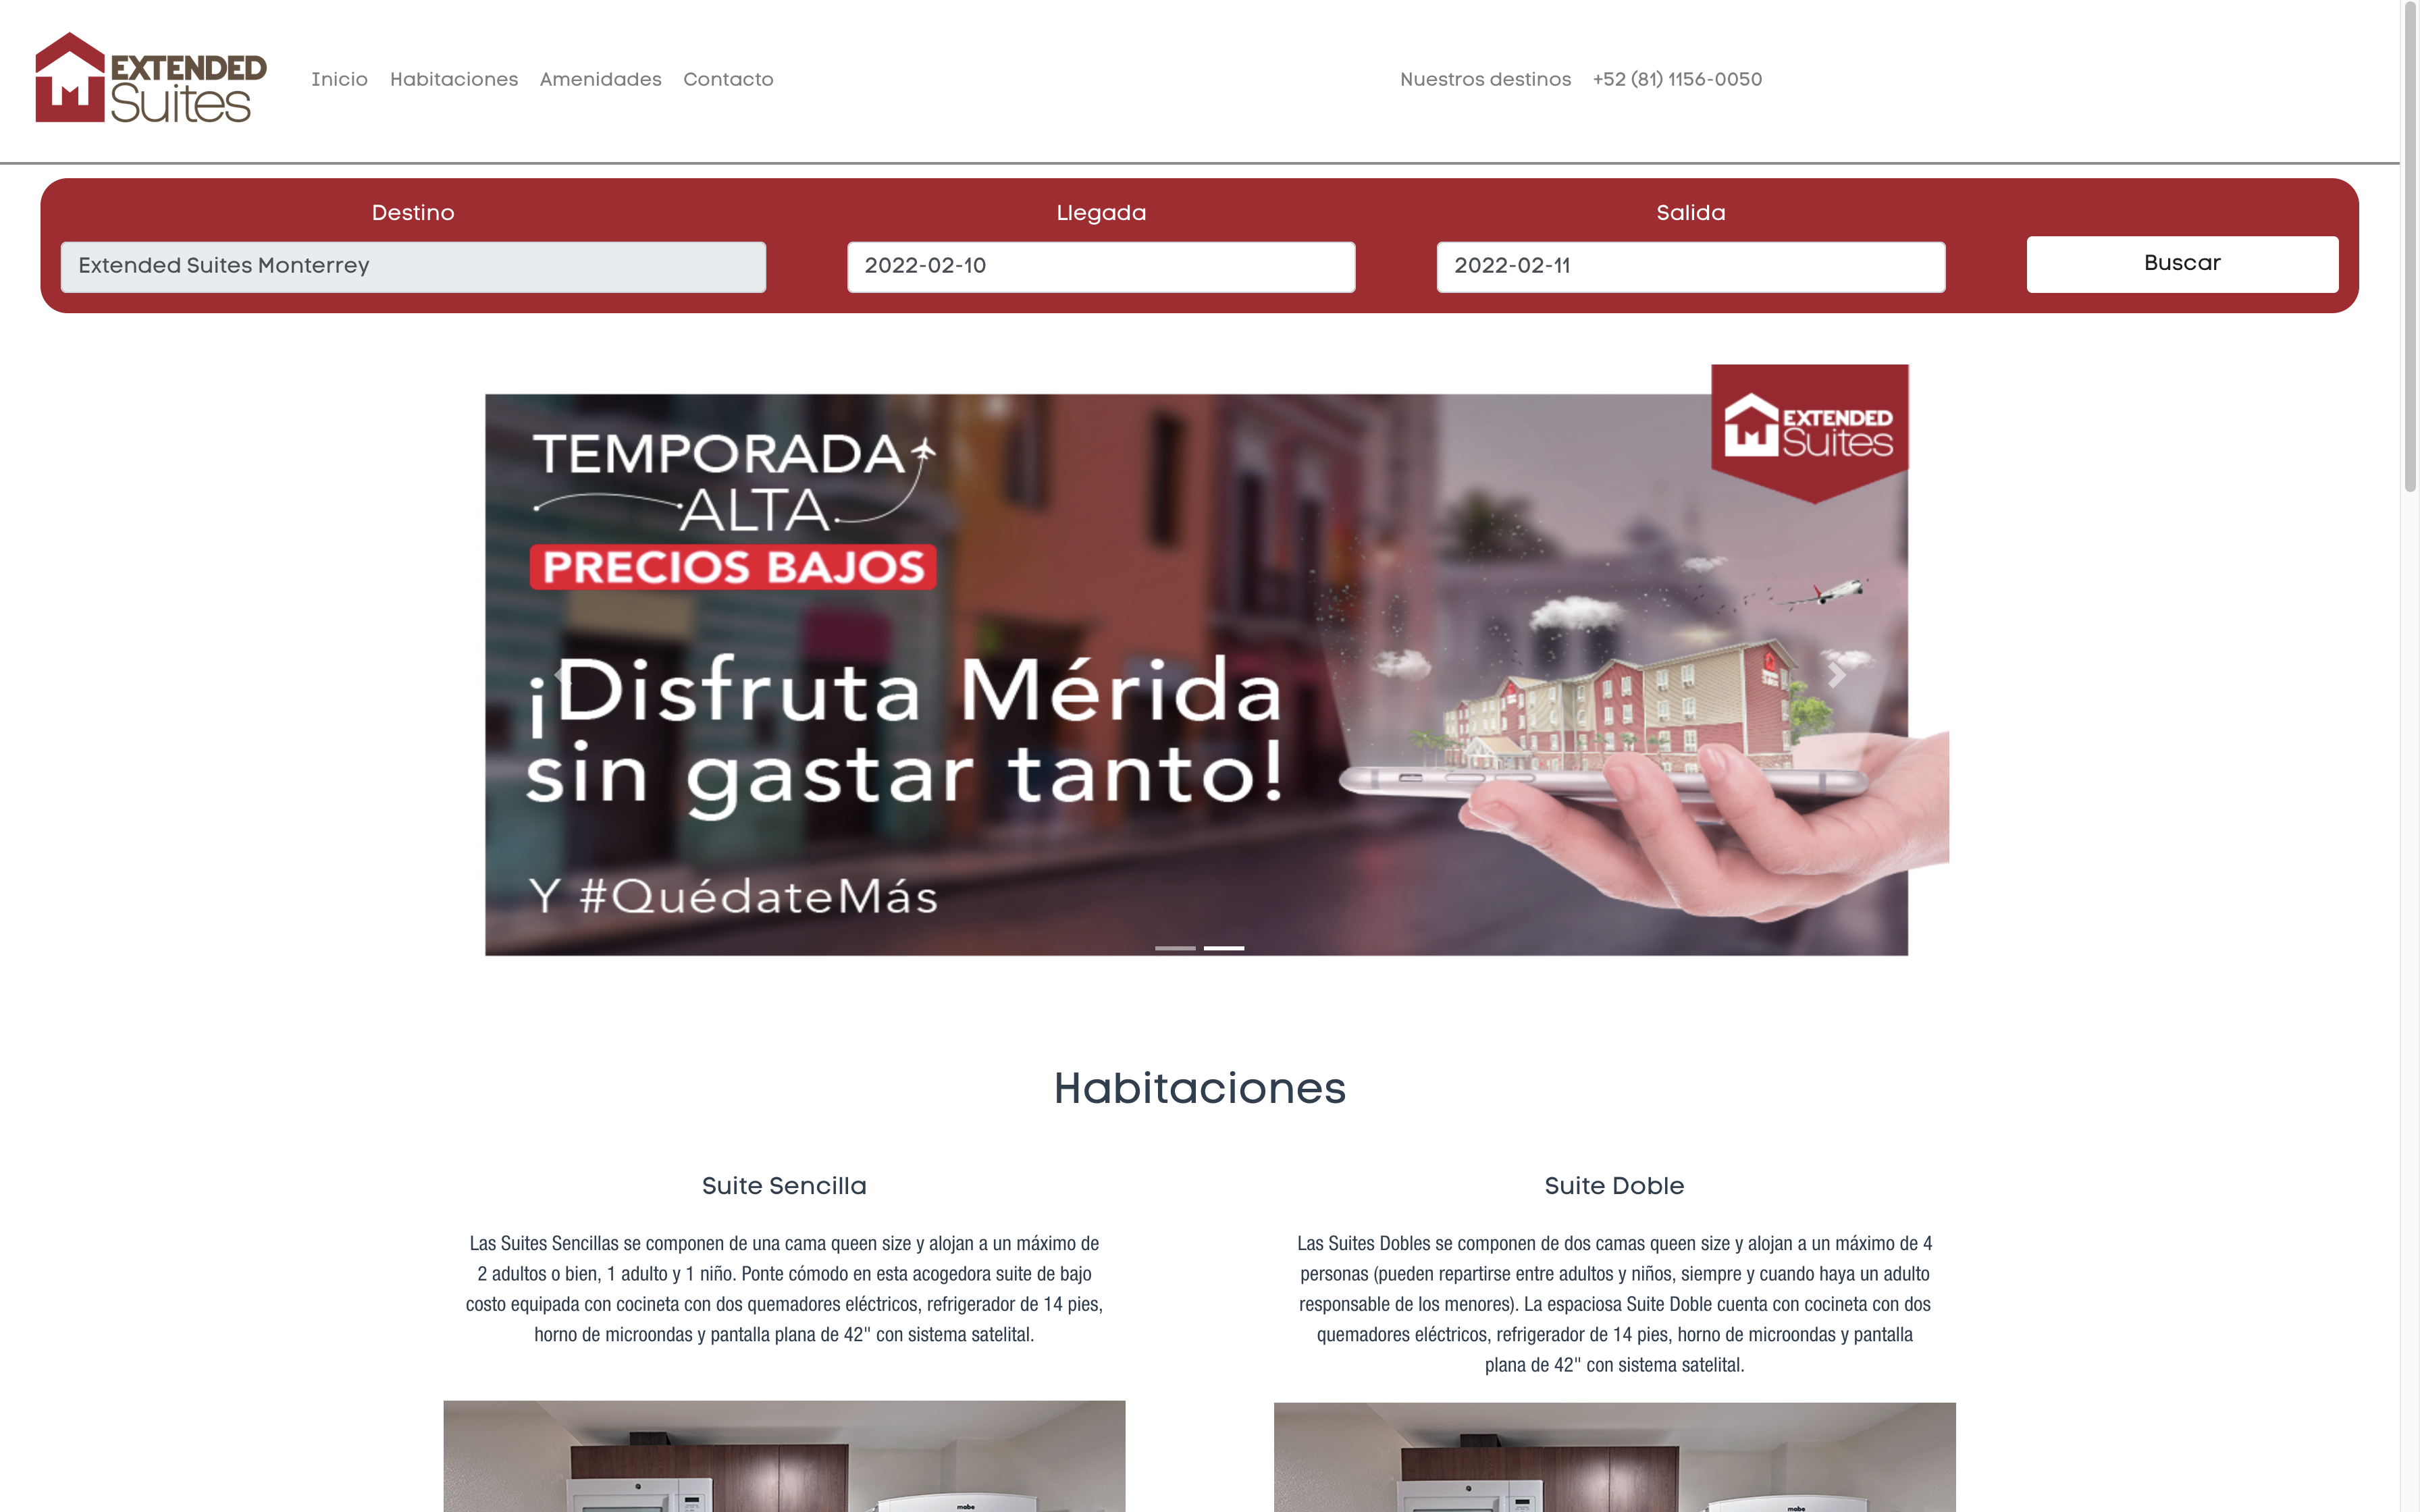 EXTENDED
Suites
Inicio Habitaciones Amenidades Contacto
Nuestros destinos +52 (81) 1156-0050
Destino
Llegada
Salida
Extended Suites Monterrey
2022-02-10
2022-02-11
Buscar
TEMPORADA
ALTA
PRECIOS BAJOS
¡Disfruta Mérida
sin gastar tanto!
Y #QuédateMás
EXTENDED
Suites
Habitaciones
Suite Sencilla
Las Suites Sencillas se componen de una cama queen size y alojan a un máximo de
2 adultos o bien, 1 adulto y 1 niño. Ponte cómodo en esta acogedora suite de bajo
costo equipada con cocineta con dos quemadores eléctricos, refrigerador de 14 pies,
horno de microondas y pantalla plana de 42" con sistema satelital.
Suite Doble
Las Suites Dobles se componen de dos camas queen size y alojan a un máximo de 4
personas (pueden repartirse entre adultos y niños, siempre y cuando haya un adulto
responsable de los menores). La espaciosa Suite Doble cuenta con cocineta con dos
quemadores eléctricos, refrigerador de 14 pies, horno de microondas y pantalla
plana de 42" con sistema satelital.
mabe
mabe